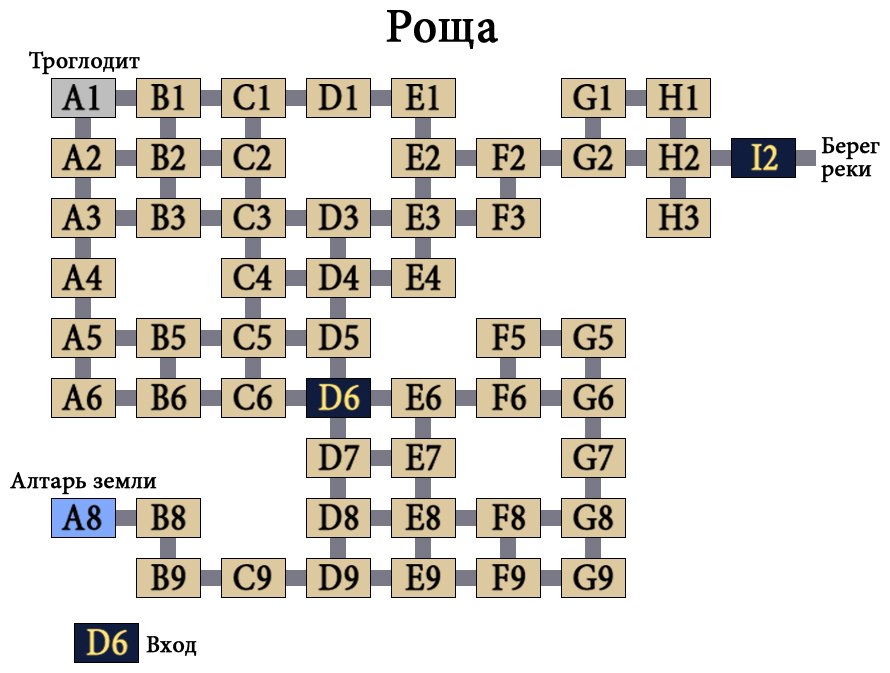 Роща
Троглодит
A1 B1 C1 D1 E1 G1 H1
A2 B2 C2 E2 F2 G2 H2 I2 Берег
реки
A3 B3 C3 D3 E3 F3 H3
A4 C4 D4 E4
A5 B5 C5 D5 F5 G5
A6 B6 C6 D6 E6 F6 G6
D7 E7 G7
Алтарь земли
A8 B8 D8 E8 F8 G8
B9 C9 D9 E9 F9 G9
D6 Вход